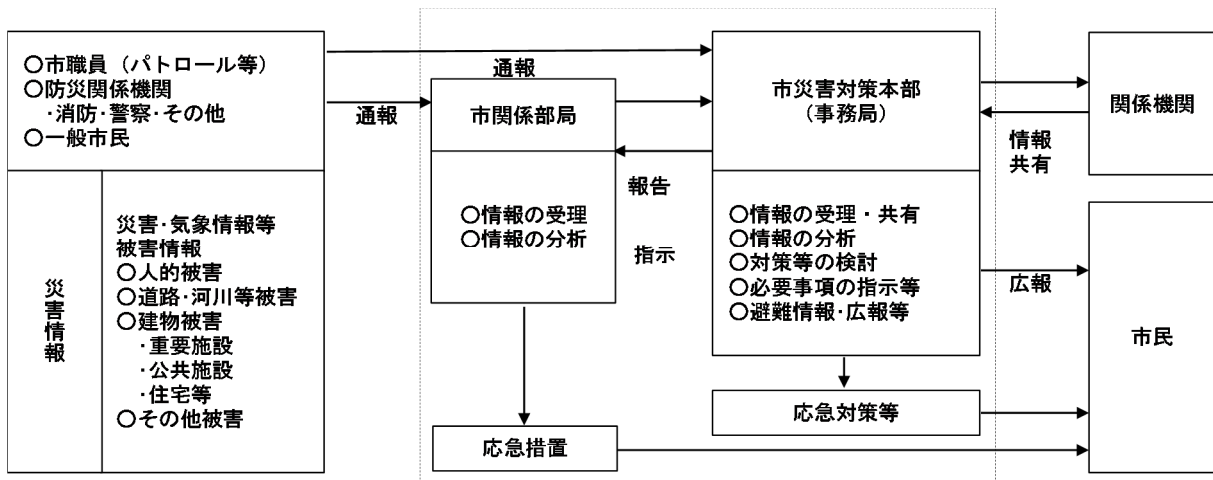 ○市職員（パトロール等）
○防災関係機関
・消防・警察・その他
○一般市民
災害情報
災害・気象情報等
被害情報
○人的被害
○道路・河川等被害
○建物被害
・重要施設
・公共施設
・住宅等
○その他被害
通報
通報
市関係部局
○情報の受理
○情報の分析
報告
指示
応急措置
市災害対策本部
（事務局）
○情報の受理・共有
○情報の分析
○対策等の検討
○必要事項の指示等
○避難情報・広報等
応急対策等
情報
共有
広報
関係機関
市民